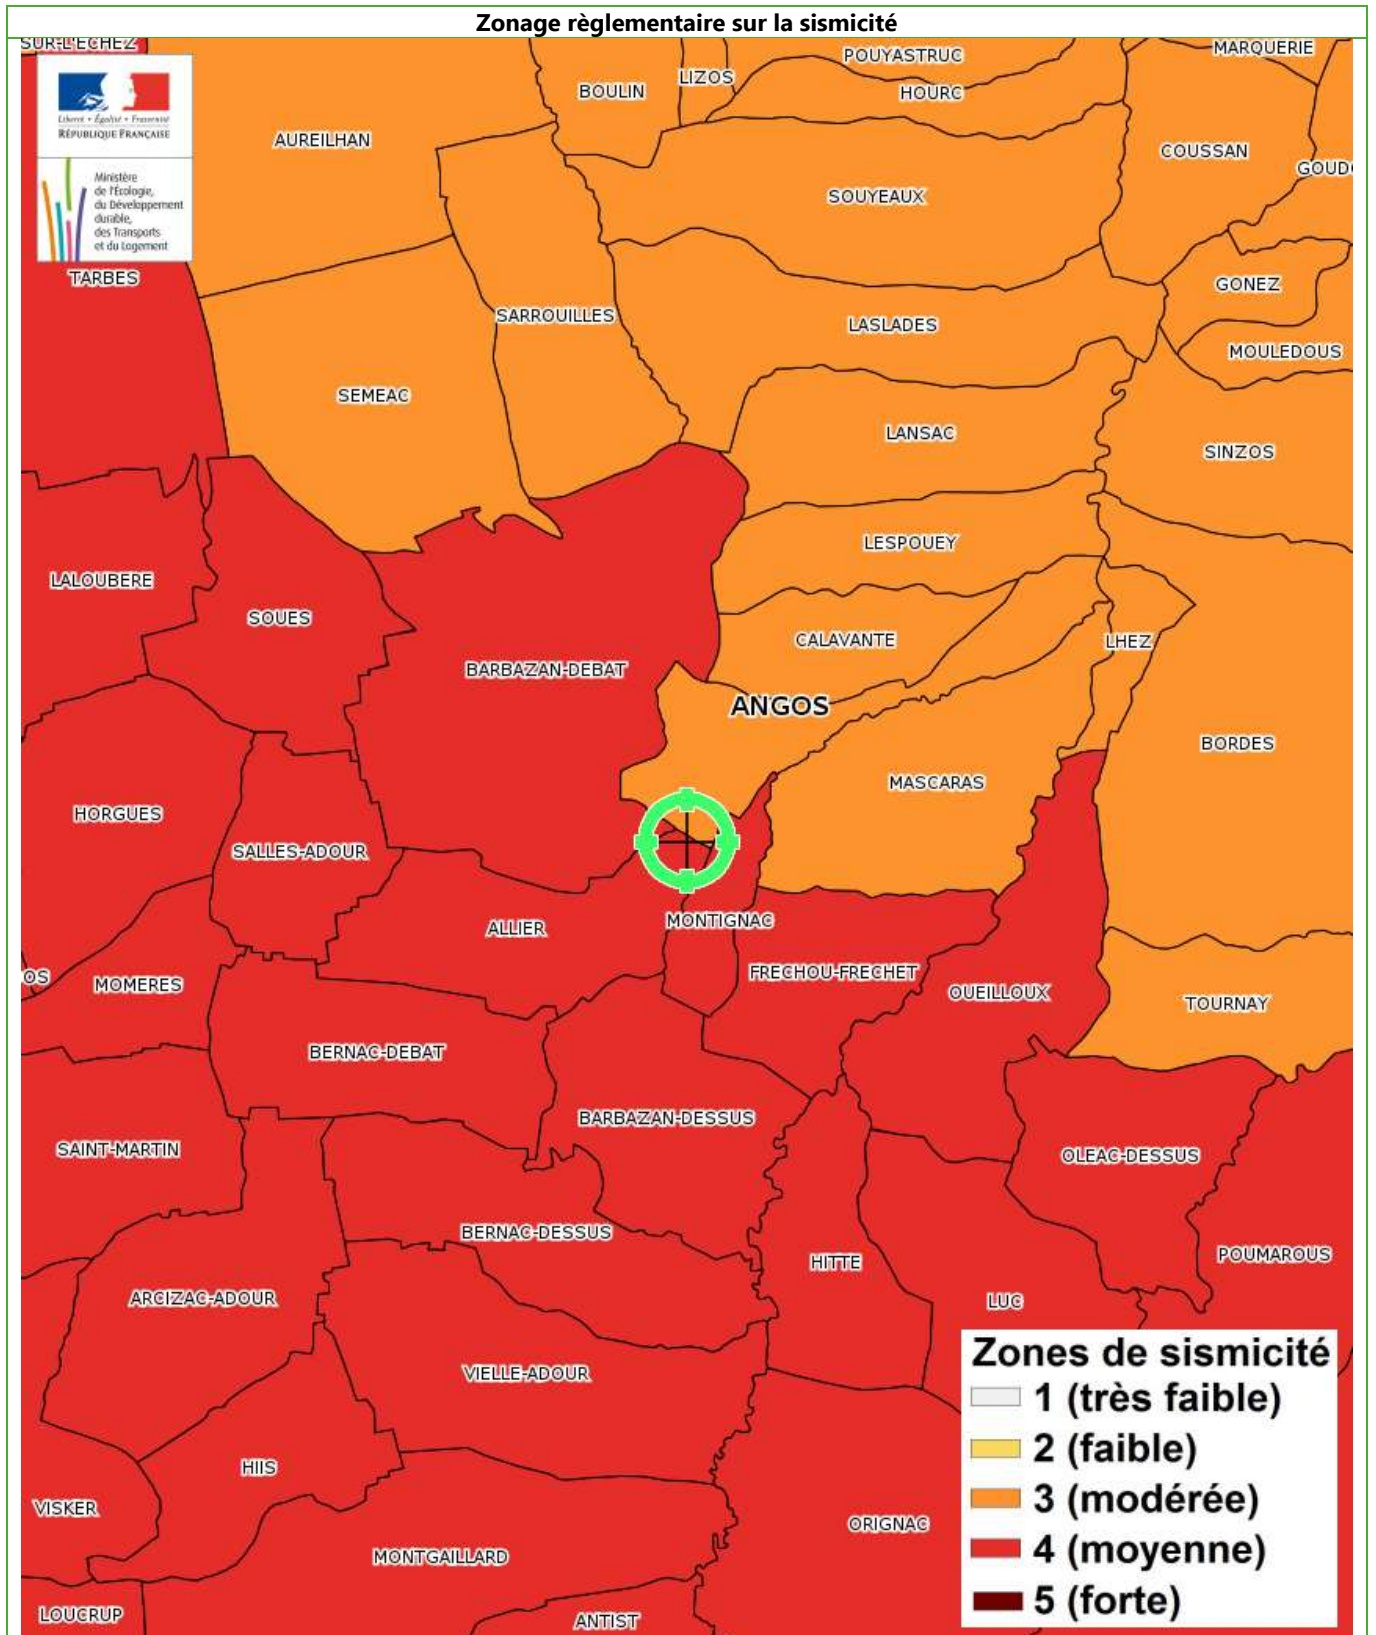 Zonage règlementaire sur la sismicité
SUR-L'ECHEZ
MARQUERIE
POUYASTRUC
LIZOS
BOULIN
HOURC
Liberté • Égalité • Fraternité
RÉPUBLIQUE FRANÇAISE
AUREILHAN
COUSSAN
GOUD
Ministère
de l'Écologie,
du Développement
durable,
des Transports
et du Logement
SOUYEAUX
TARBES
GONEZ
SARROUILLES
LASLADES
MOULEDOUS
SEMEAC
LANSAC
SINZOS
LESPOUEY
LALOUBERE
SOUES
CALAVANTE
LHEZ
BARBAZAN-DEBAT
ANGOS
BORDES
MASCARAS
HORGUES
SALLES-ADOUR
MONTIGNAC
ALLIER
FRECHOU-FRECHET
OS
MOMERES
OUEILLOUX
TOURNAY
BERNAC-DEBAT
BARBAZAN-DESSUS
SAINT-MARTIN
OLEAC-DESSUS
BERNAC-DESSUS
POUMAROUS
HITTE
ARCIZAC-ADOUR
LUC
VIELLE-ADOUR
HIIS
VISKER
ORIGNAC
MONTGAILLARD
LOUCRUP
ANTIST
Zones de sismicité
1 (très faible)
2 (faible)
3 (modérée)
4 (moyenne)
5 (forte)